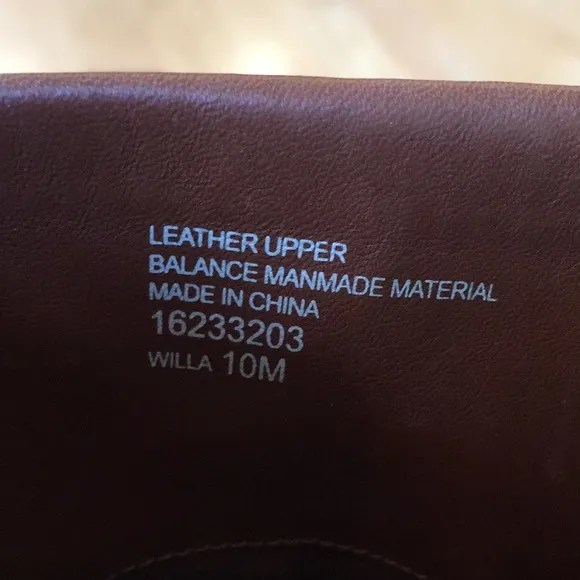 LEATHER UPPER
BALANCE MANMADE MATERIAL
MADE IN CHINA
16233203
WILLA 10M